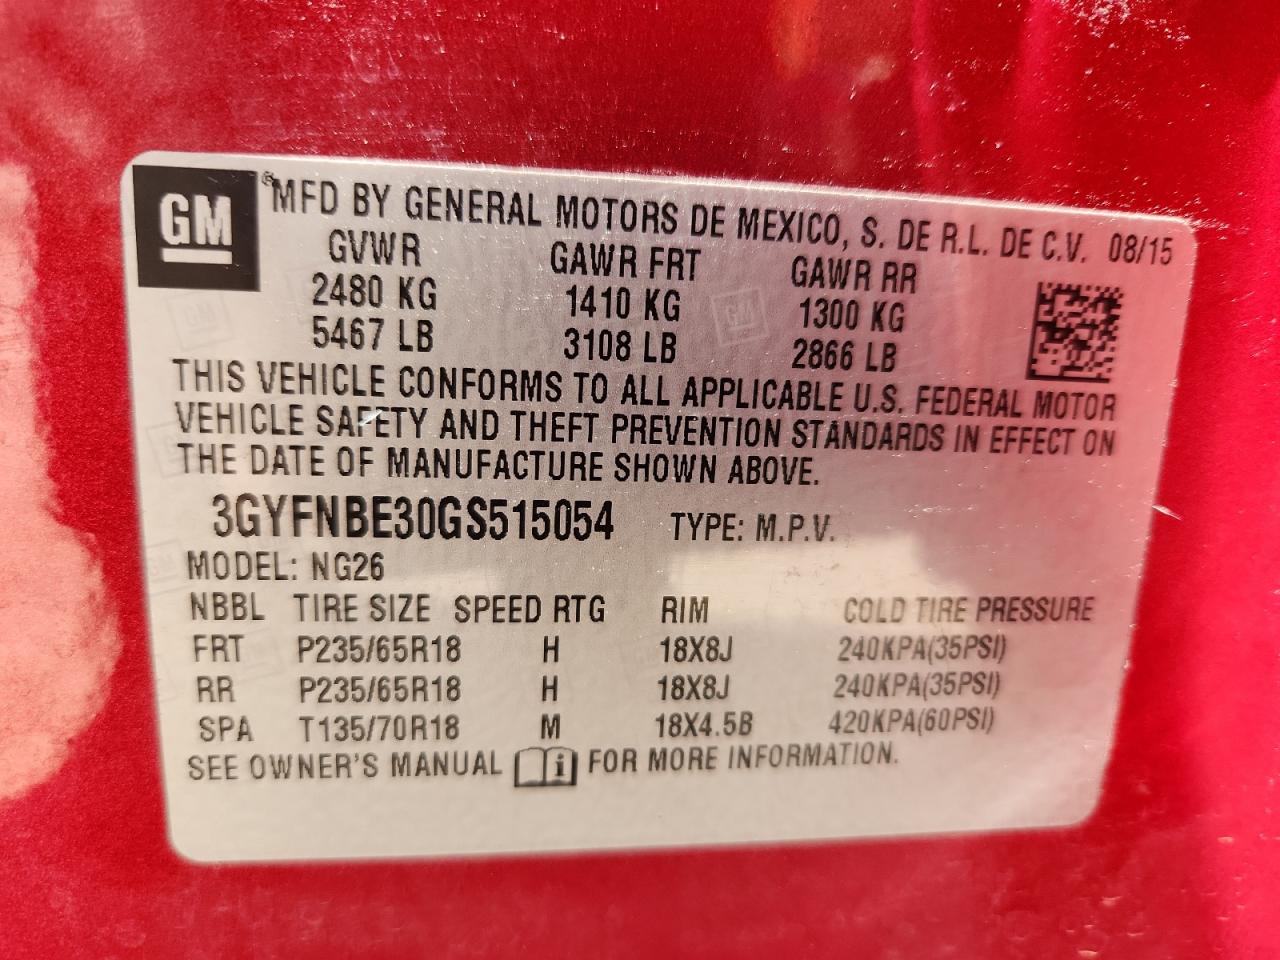 GM
® MFD BY GENERAL MOTORS DE MEXICO, S. DE R.L. DE C.V. 08/15
GVWR GAWR FRT GAWR RR
2480 KG 1410 KG 1300 KG
5467 LB 3108 LB 2866 LB
THIS VEHICLE CONFORMS TO ALL APPLICABLE U.S. FEDERAL MOTOR
VEHICLE SAFETY AND THEFT PREVENTION STANDARDS IN EFFECT ON
THE DATE OF MANUFACTURE SHOWN ABOVE.
3GYFNBE30GS515054 TYPE: M.P.V.
MODEL: NG26
NBBL TIRE SIZE SPEED RTG RIM COLD TIRE PRESSURE
FRT P235/65R18 H 18X8J 240KPA(35PSI)
RR P235/65R18 H 18X8J 240KPA(35PSI)
SPA T135/70R18 M 18X4.5B 420KPA(60PSI)
SEE OWNER'S MANUAL i FOR MORE INFORMATION.